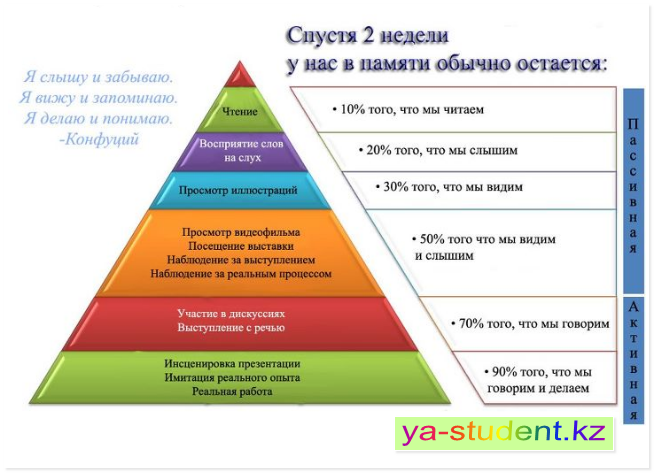 Спустя 2 недели
у нас в памяти обычно остается:
Я слышу и забываю.
Я вижу и запоминаю.
Я делаю и понимаю.
-Конфуций
Чтение
• 10% того, что мы читаем
Восприятие слов
на слух
• 20% того, что мы слышим
Просмотр иллюстраций
• 30% того, что мы видим
Просмотр видеофильма
Посещение выставки
Наблюдение за выступлением
Наблюдение за реальным процессом
• 50% того что мы видим
и слышим
Пассивная
Участие в дискуссиях
Выступление с речью
• 70% того, что мы говорим
Инсценировка презентации
Имитация реального опыта
Реальная работа
• 90% того, что мы
говорим и делаем
Активная
ya-student.kz